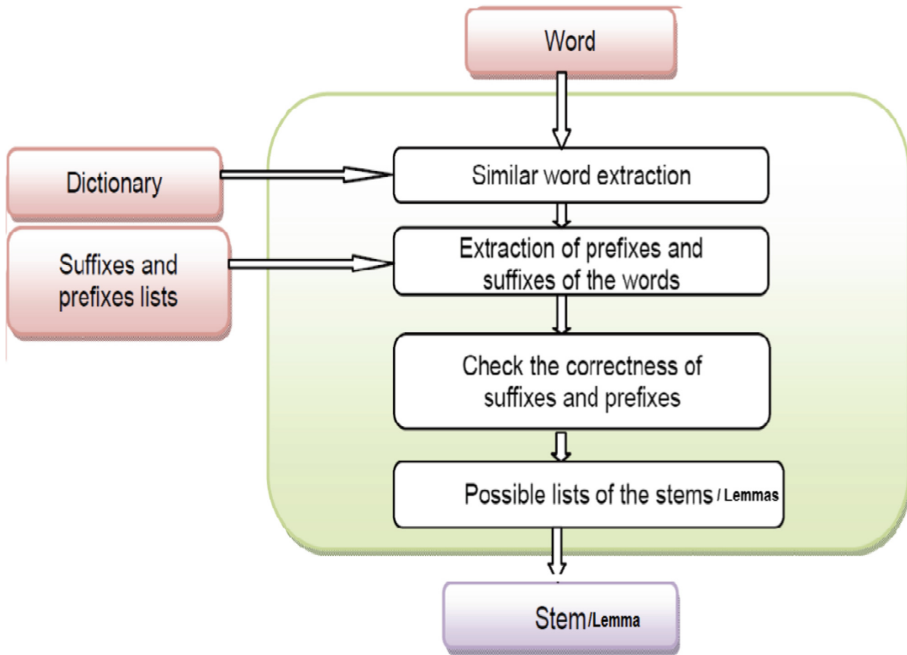 Word
Dictionary
Similar word extraction
Suffixes and
prefixes lists
Extraction of prefixes and
suffixes of the words
Check the correctness of
suffixes and prefixes
Possible lists of the stems / Lemmas
Stem/Lemma